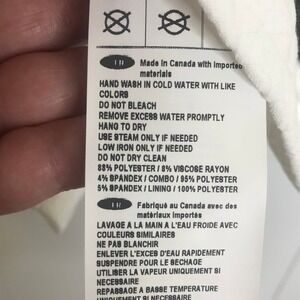 EN Made in Canada with imported
materials
HAND WASH IN COLD WATER WITH LIKE
COLORS
DO NOT BLEACH
REMOVE EXCESS WATER PROMPTLY
HANG TO DRY
USE STEAM ONLY IF NEEDED
LOW IRON ONLY IF NEEDED
DO NOT DRY CLEAN
88% POLYESTER / 8% VISCOSE RAYON
4% SPANDEX / COMBO / 95% POLYESTER
5% SPANDEX / LINING / 100% POLYESTER
FR Fabriqué au Canada avec des
matériaux importés
LAVAGE A LA MAIN A L'EAU FROIDE AVEC
COULEURS SIMILAIRES
NE PAS BLANCHIR
ENLEVER L'EXCES D'EAU RAPIDEMENT
SUSPENDRE POUR LE SECHAGE
UTILISER LA VAPEUR UNIQUEMENT SI
NECESSAIRE
REPASSAGE A BASSE TEMPERATURE
UNIQUEMENT SI NECESSAIRE